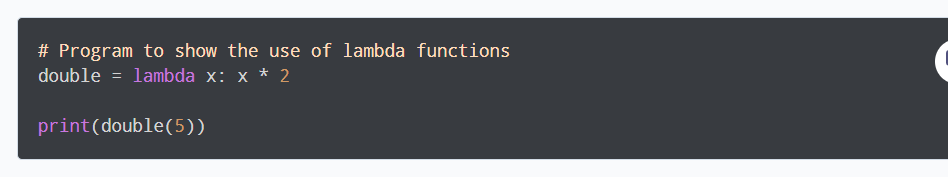 # Program to show the use of lambda functions
double = lambda x: x * 2
print(double(5))